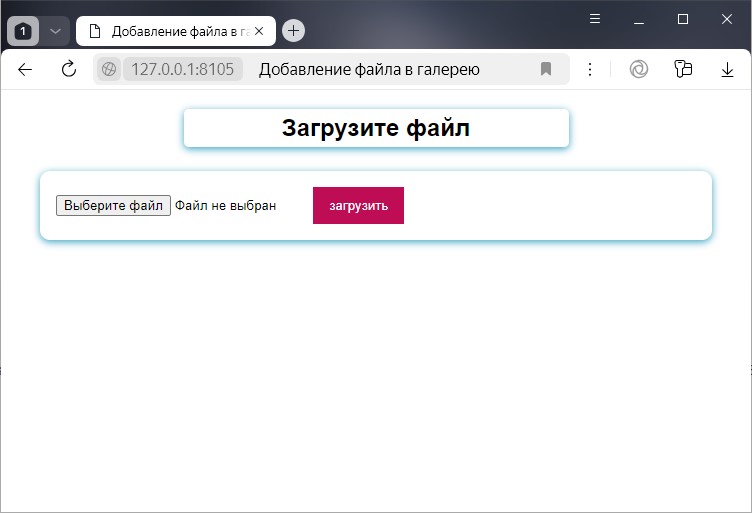 1
Добавление файла в га
127.0.0.1:8105 Добавление файла в галерею
Загрузите файл
Выберите файл Файл не выбран загрузить